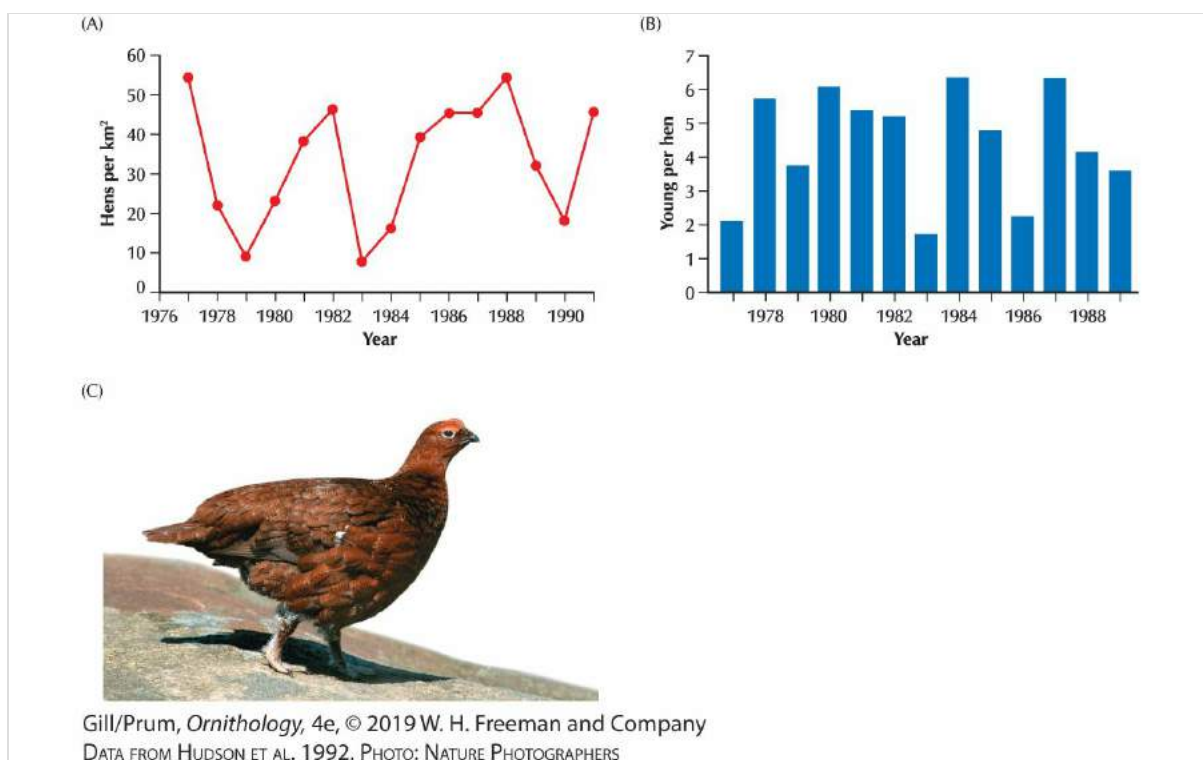 (A)
60
50
40
30
20
10
0
Hens per km²
1976 1978 1980 1982 1984 1986 1988 1990
Year
(B)
7
6
5
4
3
2
1
0
Young per hen
1978 1980 1982 1984 1986 1988
Year
(C)
Gill/Prum, Ornithology, 4e, © 2019 W. H. Freeman and Company
DATA FROM HUDSON ET AL. 1992. PHOTO: NATURE PHOTOGRAPHERS